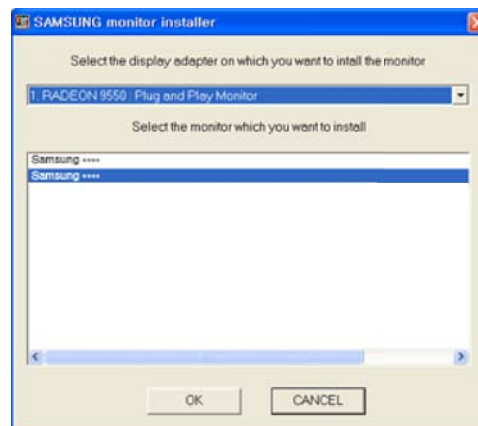 SAMSUNG monitor installer
Select the display adapter on which you want to intall the monitor
1. RADEON 9550 : Plug and Play Monitor
Select the monitor which you want to install
Samsung ****
Samsung ****
OK
CANCEL